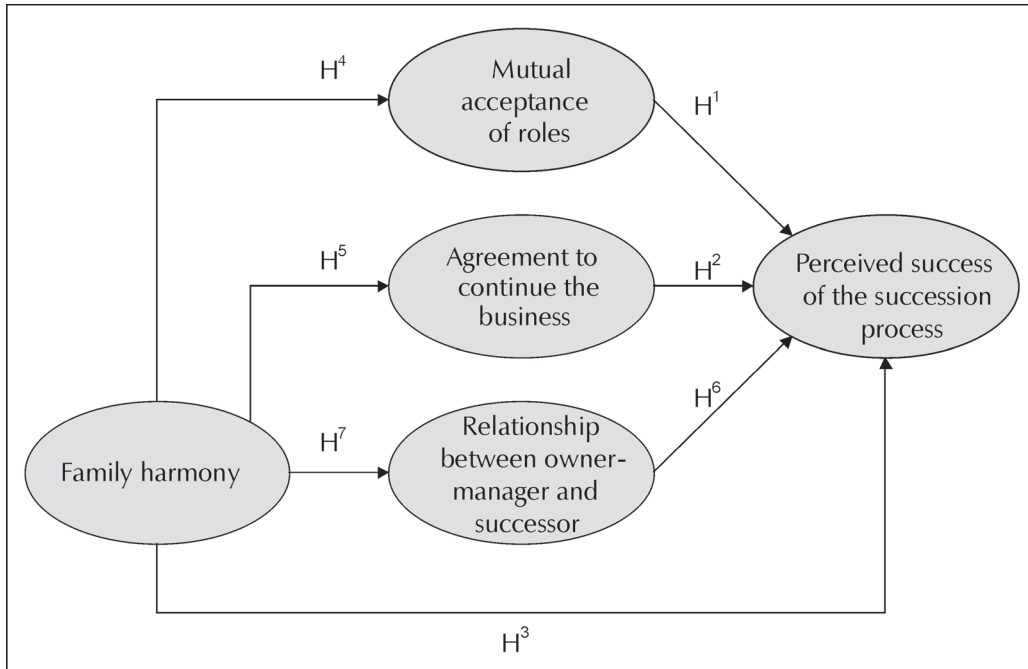 H⁴
Mutual
acceptance
of roles
H¹
H⁵
Agreement to
continue the
business
H²
Perceived success
of the succession
process
Family harmony
H⁷
Relationship
between owner-
manager and
successor
H⁶
H³